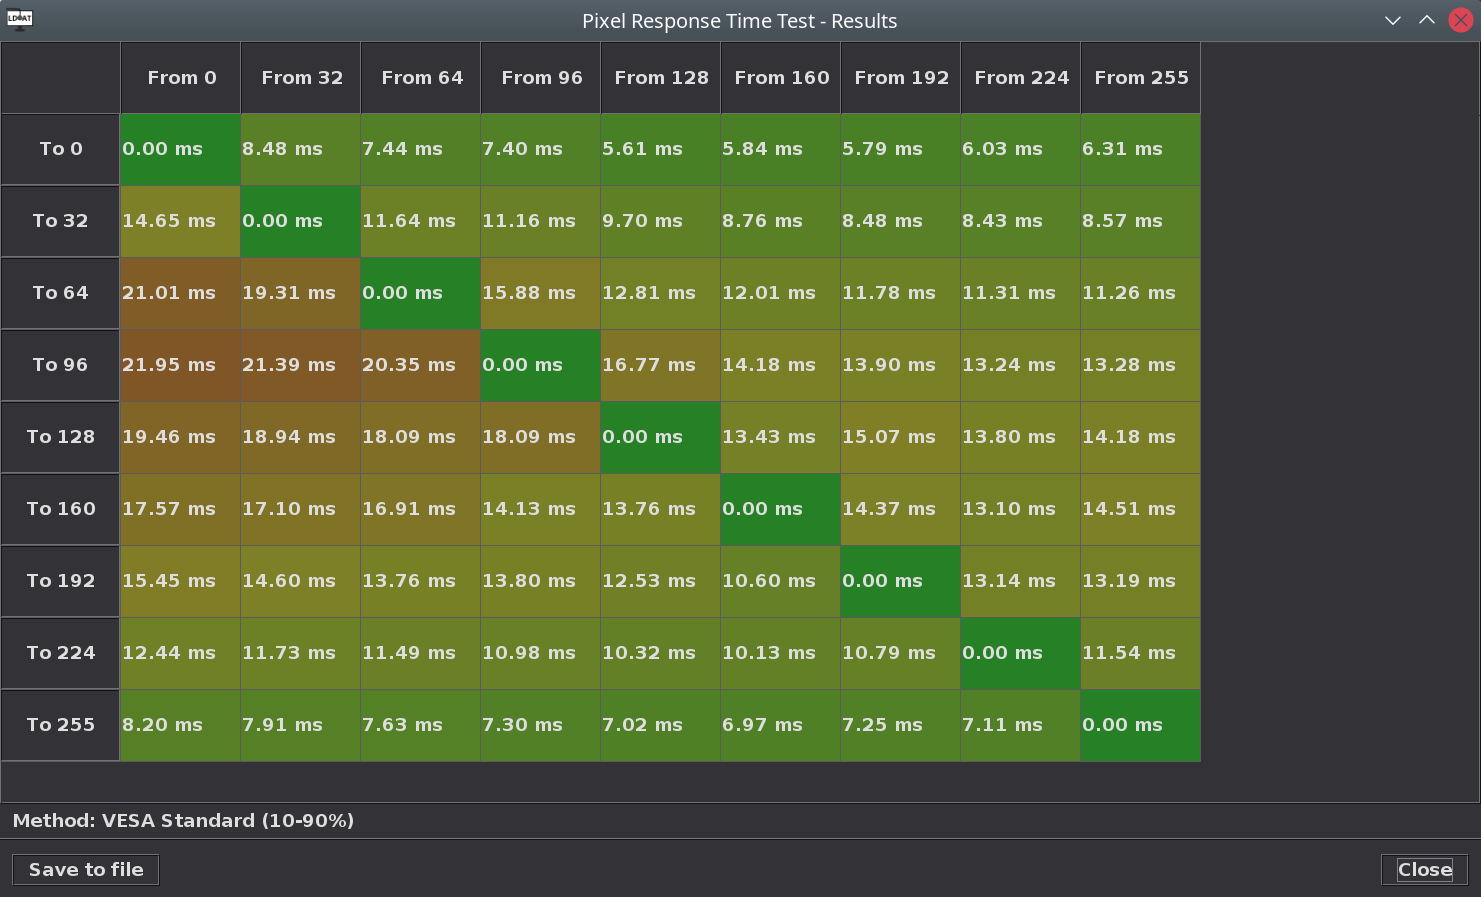 LDAT
Pixel Response Time Test - Results
From 0 From 32 From 64 From 96 From 128 From 160 From 192 From 224 From 255
To 0 0.00 ms 8.48 ms 7.44 ms 7.40 ms 5.61 ms 5.84 ms 5.79 ms 6.03 ms 6.31 ms
To 32 14.65 ms 0.00 ms 11.64 ms 11.16 ms 9.70 ms 8.76 ms 8.48 ms 8.43 ms 8.57 ms
To 64 21.01 ms 19.31 ms 0.00 ms 15.88 ms 12.81 ms 12.01 ms 11.78 ms 11.31 ms 11.26 ms
To 96 21.95 ms 21.39 ms 20.35 ms 0.00 ms 16.77 ms 14.18 ms 13.90 ms 13.24 ms 13.28 ms
To 128 19.46 ms 18.94 ms 18.09 ms 18.09 ms 0.00 ms 13.43 ms 15.07 ms 13.80 ms 14.18 ms
To 160 17.57 ms 17.10 ms 16.91 ms 14.13 ms 13.76 ms 0.00 ms 14.37 ms 13.10 ms 14.51 ms
To 192 15.45 ms 14.60 ms 13.76 ms 13.80 ms 12.53 ms 10.60 ms 0.00 ms 13.14 ms 13.19 ms
To 224 12.44 ms 11.73 ms 11.49 ms 10.98 ms 10.32 ms 10.13 ms 10.79 ms 0.00 ms 11.54 ms
To 255 8.20 ms 7.91 ms 7.63 ms 7.30 ms 7.02 ms 6.97 ms 7.25 ms 7.11 ms 0.00 ms
Method: VESA Standard (10-90%)
Save to file Close